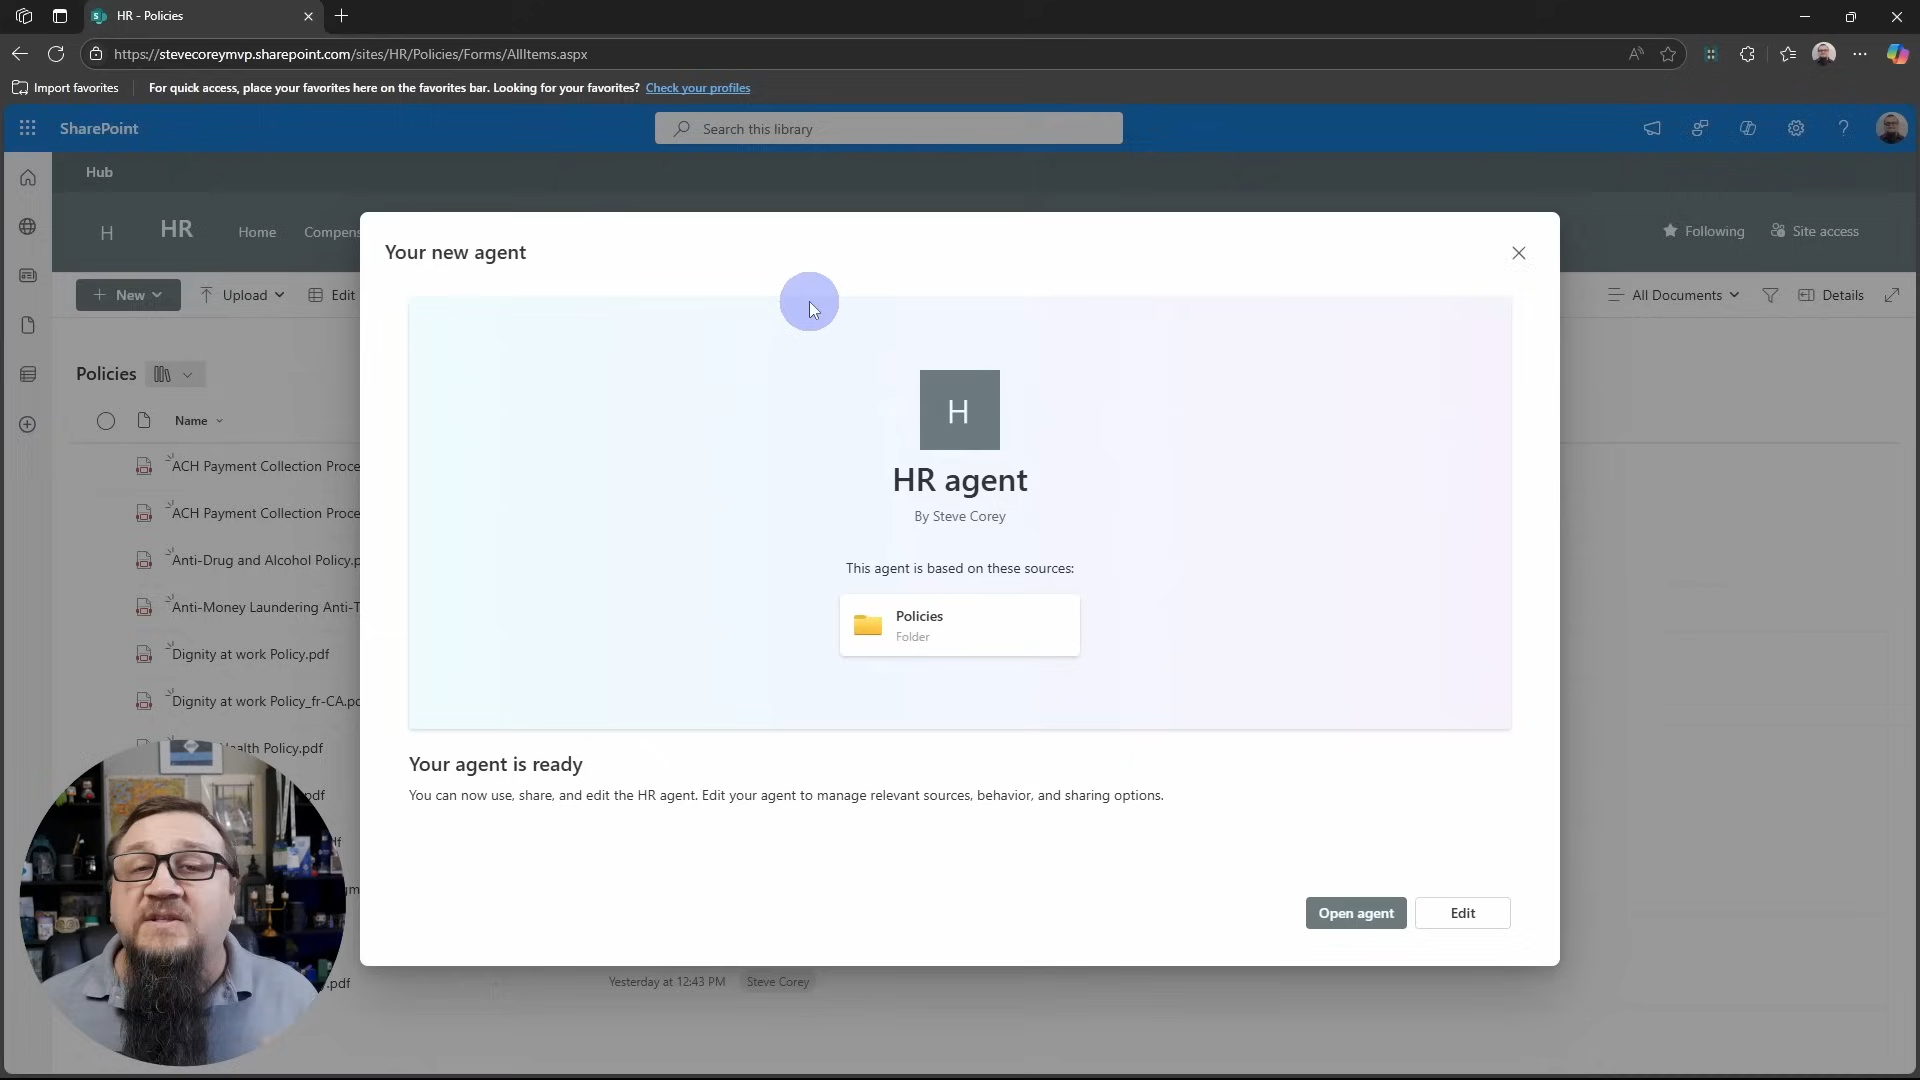 HR - Policies
https://stevecoreymvp.sharepoint.com/sites/HR/Policies/Forms/AllItems.aspx
Import favorites
For quick access, place your favorites here on the favorites bar. Looking for your favorites? Check your profiles
SharePoint
Search this library
Hub
H
HR
Home
Compens
Following
Site access
Your new agent
New
Upload
Edit
All Documents
Details
Policies
Name
H
HR agent
By Steve Corey
This agent is based on these sources:
Policies
Folder
ACH Payment Collection Proce
ACH Payment Collection Proce
Anti-Drug and Alcohol Policy.p
Anti-Money Laundering Anti-T
Dignity at work Policy.pdf
Dignity at work Policy_fr-CA.pd
ealth Policy.pdf
pdf
Your agent is ready
You can now use, share, and edit the HR agent. Edit your agent to manage relevant sources, behavior, and sharing options.
Open agent
Edit
.pdf
Yesterday at 12:43 PM
Steve Corey